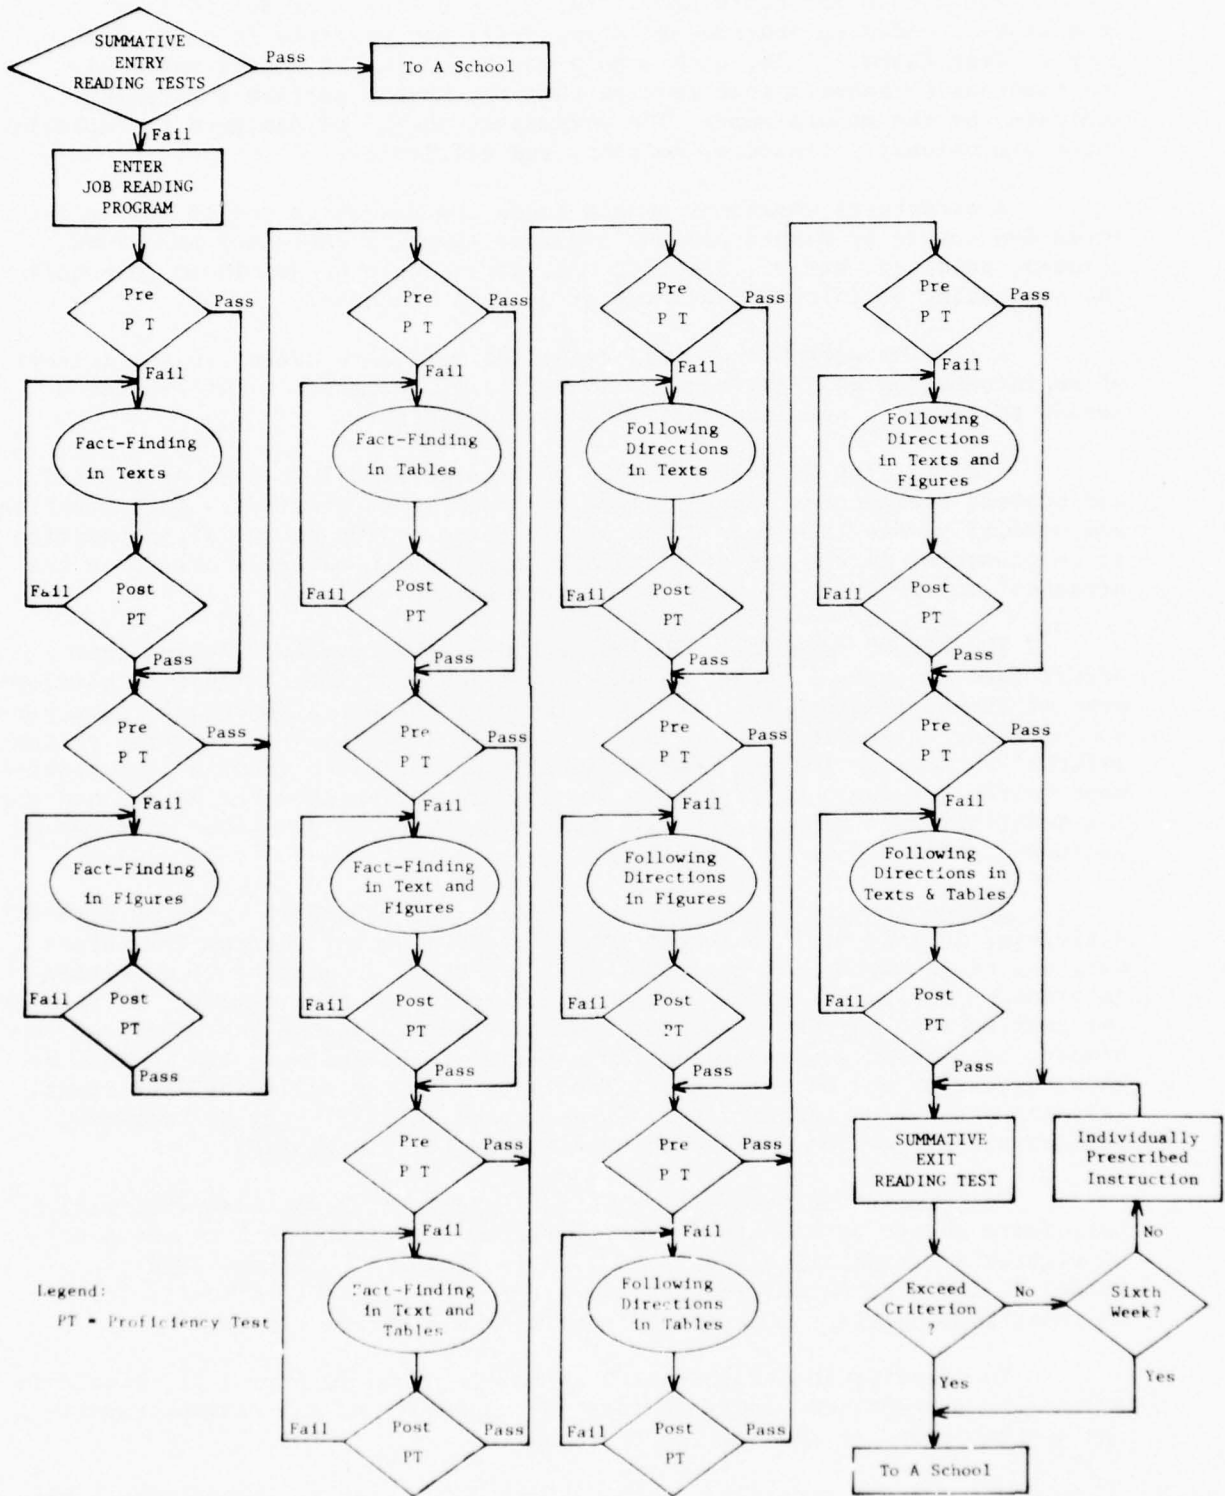 SUMMATIVE
ENTRY
READING TESTS
Pass
To A School
Fail
ENTER
JOB READING
PROGRAM
Pre
P T
Pass
Fail
Fact-Finding
in Texts
Post
PT
Fail
Pass
Pre
P T
Pass
Fail
Fact-Finding
in Figures
Post
PT
Fail
Pass
Pre
P T
Pass
Fail
Fact-Finding
in Tables
Post
PT
Fail
Pass
Pre
P T
Pass
Fail
Fact-Finding
in Text and
Figures
Post
PT
Fail
Pass
Pre
P T
Pass
Fail
Fact-Finding
in Text and
Tables
Post
PT
Fail
Pass
Pre
P T
Pass
Fail
Following
Directions
in Texts
Post
PT
Fail
Pass
Pre
P T
Pass
Fail
Following
Directions
in Figures
Post
PT
Fail
Pass
Pre
P T
Pass
Fail
Following
Directions
in Tables
Post
PT
Fail
Pass
Pre
P T
Pass
Fail
Following
Directions
in Texts and
Figures
Post
PT
Fail
Pass
Pre
P T
Pass
Fail
Following
Directions in
Texts & Tables
Post
PT
Fail
Pass
SUMMATIVE
EXIT
READING TEST
Individually
Prescribed
Instruction
Exceed
Criterion
?
No
Sixth
Week?
No
Yes
Yes
To A School
Legend:
PT = Proficiency Test